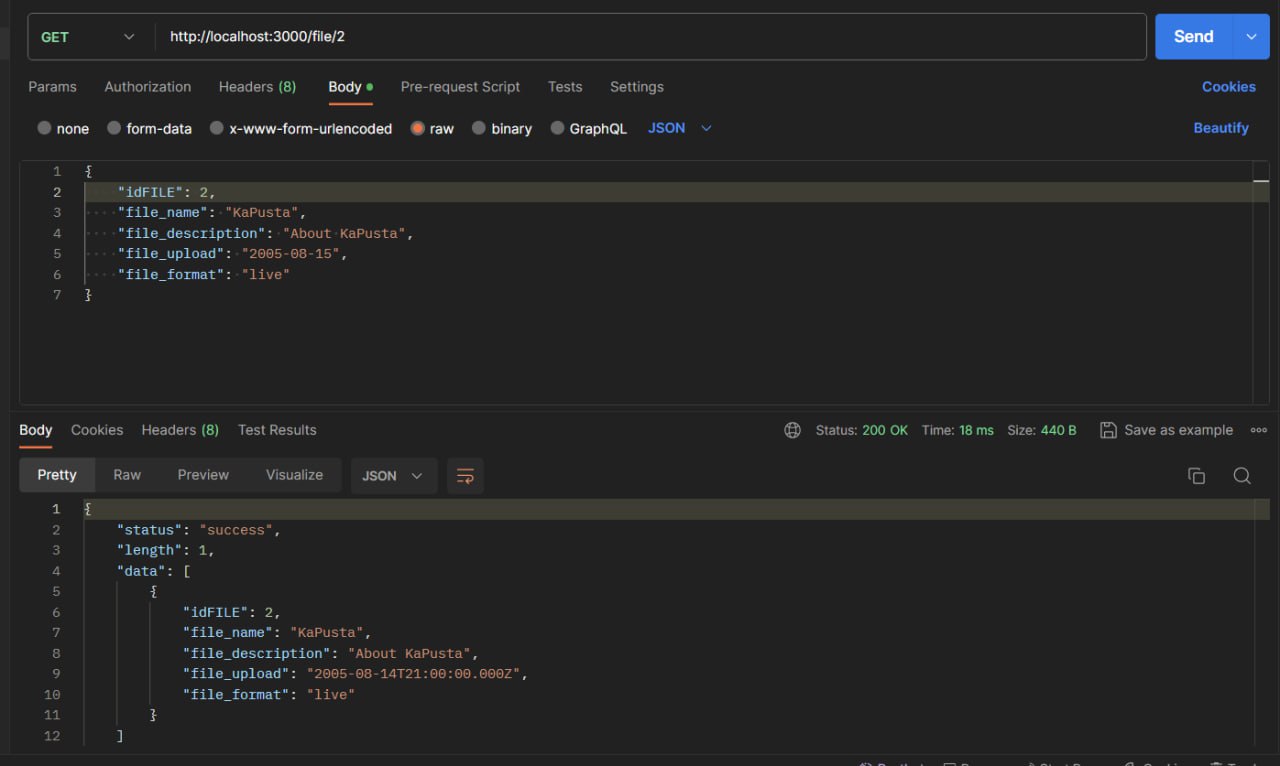 GET http://localhost:3000/file/2 Send
Params Authorization Headers (8) Body Pre-request Script Tests Settings Cookies
none form-data x-www-form-urlencoded raw binary GraphQL JSON Beautify
1 {
2 "idFILE": 2,
3 "file_name": "KaPusta",
4 "file_description": "About KaPusta",
5 "file_upload": "2005-08-15",
6 "file_format": "live"
7 }
Body Cookies Headers (8) Test Results Status: 200 OK Time: 18 ms Size: 440 B Save as example
Pretty Raw Preview Visualize JSON
1 {
2 "status": "success",
3 "length": 1,
4 "data": [
5 {
6 "idFILE": 2,
7 "file_name": "KaPusta",
8 "file_description": "About KaPusta",
9 "file_upload": "2005-08-14T21:00:00.000Z",
10 "file_format": "live"
11 }
12 ]